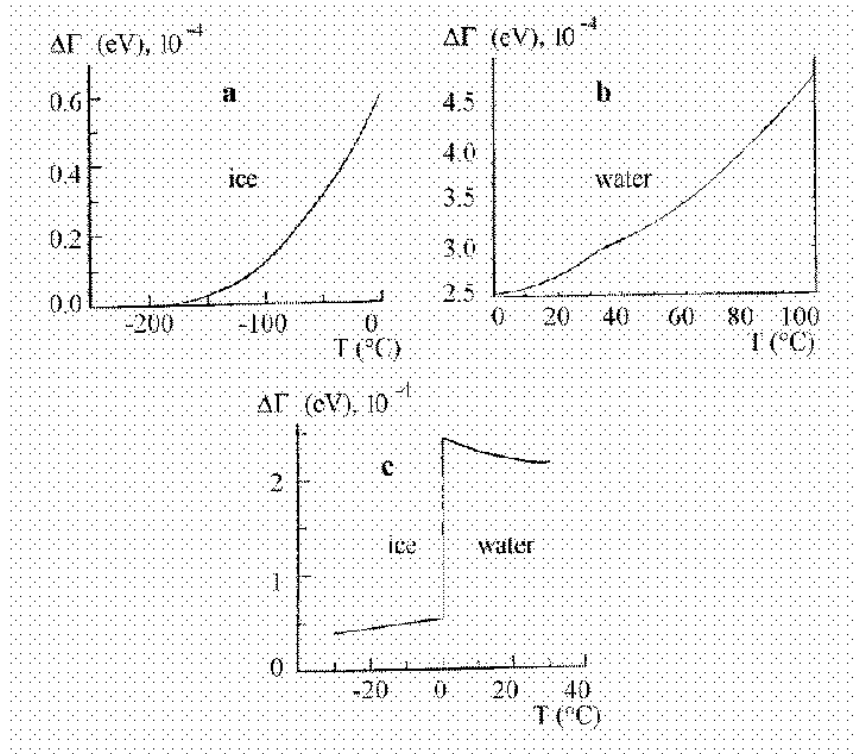 ΔΓ (eV), 10⁻⁴
a
0.6
0.4
ice
0.2
0.0
-200 -100 0
T (°C)
ΔΓ (eV), 10⁻⁴
b
4.5
4.0
water
3.5
3.0
2.5
0 20 40 60 80 100
T (°C)
ΔΓ (eV), 10⁻⁴
c
2
ice water
1
0
-20 0 20 40
T (°C)